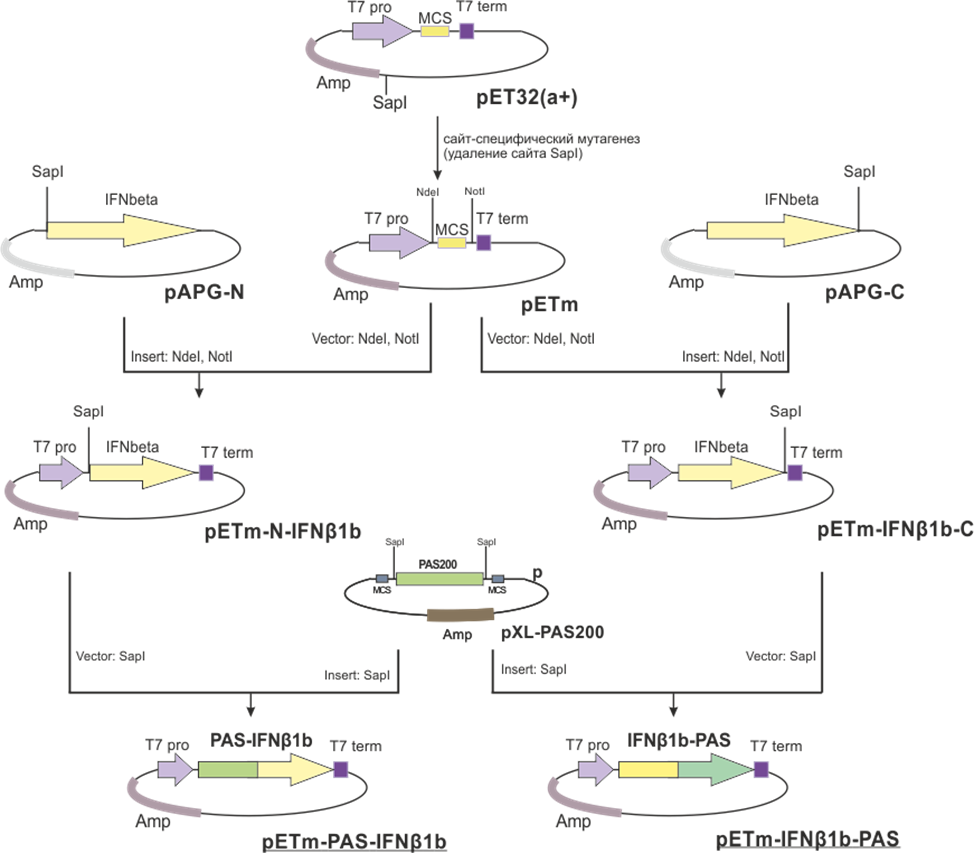 T7 pro
MCS
T7 term
Amp
SapI
pET32(a+)
сайт-специфический мутагенез
(удаление сайта SapI)
SapI
IFNbeta
Amp
pAPG-N
NdeI
NotI
T7 pro
MCS
T7 term
Amp
pETm
SapI
IFNbeta
Amp
pAPG-C
Insert: NdeI, NotI
Vector: NdeI, NotI
Vector: NdeI, NotI
Insert: NdeI, NotI
SapI
T7 pro
IFNbeta
T7 term
Amp
pETm-N-IFNβ1b
SapI
T7 pro
IFNbeta
T7 term
Amp
pETm-IFNβ1b-C
SapI
SapI
PAS200
MCS
MCS
p
Amp
pXL-PAS200
Vector: SapI
Insert: SapI
Insert: SapI
Vector: SapI
T7 pro
PAS-IFNβ1b
T7 term
Amp
pETm-PAS-IFNβ1b
T7 pro
IFNβ1b-PAS
T7 term
Amp
pETm-IFNβ1b-PAS